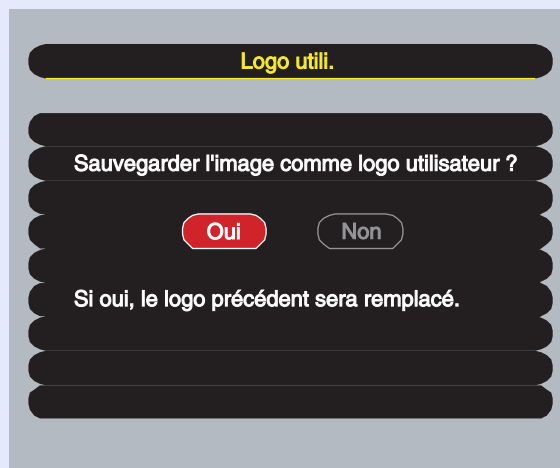 Logo utili.
Sauvegarder l'image comme logo utilisateur ?
Oui Non
Si oui, le logo précédent sera remplacé.